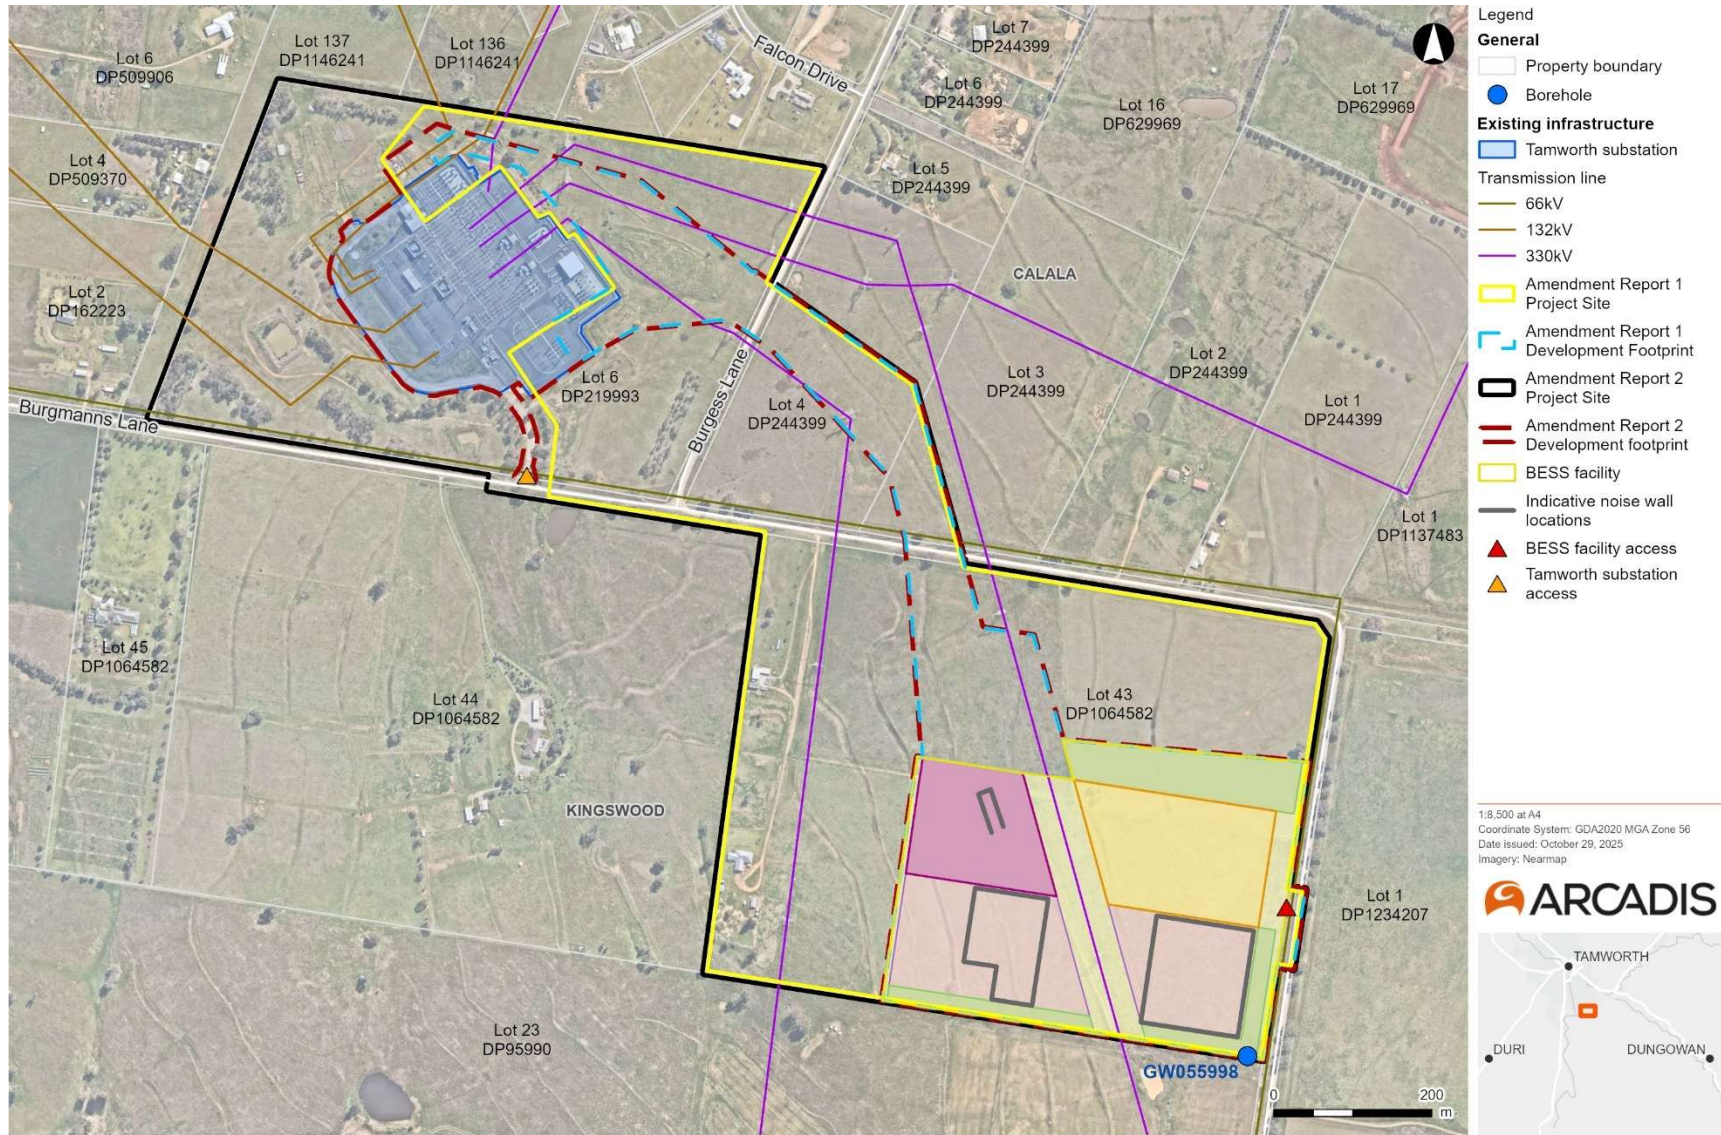 Lot 6
DP509906
Lot 137
DP1146241
Lot 136
DP1146241
Falcon Drive
Lot 7
DP244399
Lot 6
DP244399
Lot 16
DP629969
Lot 17
DP629969
Lot 4
DP509370
Lot 5
DP244399
CALALA
Lot 2
DP162223
Lot 6
DP219993
Burgess Lane
Lot 4
DP244399
Lot 3
DP244399
Lot 2
DP244399
Lot 1
DP244399
Burgmanns Lane
Lot 1
DP1137483
Lot 45
DP1064582
Lot 44
DP1064582
Lot 43
DP1064582
KINGSWOOD
Lot 1
DP1234207
Lot 23
DP95990
GW055998
0
200
m
Legend
General
Property boundary
Borehole
Existing infrastructure
Tamworth substation
Transmission line
66kV
132kV
330kV
Amendment Report 1
Project Site
Amendment Report 1
Development Footprint
Amendment Report 2
Project Site
Amendment Report 2
Development footprint
BESS facility
Indicative noise wall
locations
BESS facility access
Tamworth substation
access
1:8,500 at A4
Coordinate System: GDA2020 MGA Zone 56
Date issued: October 29, 2025
Imagery: Nearmap
ARCADIS
TAMWORTH
DURI
DUNGOWAN